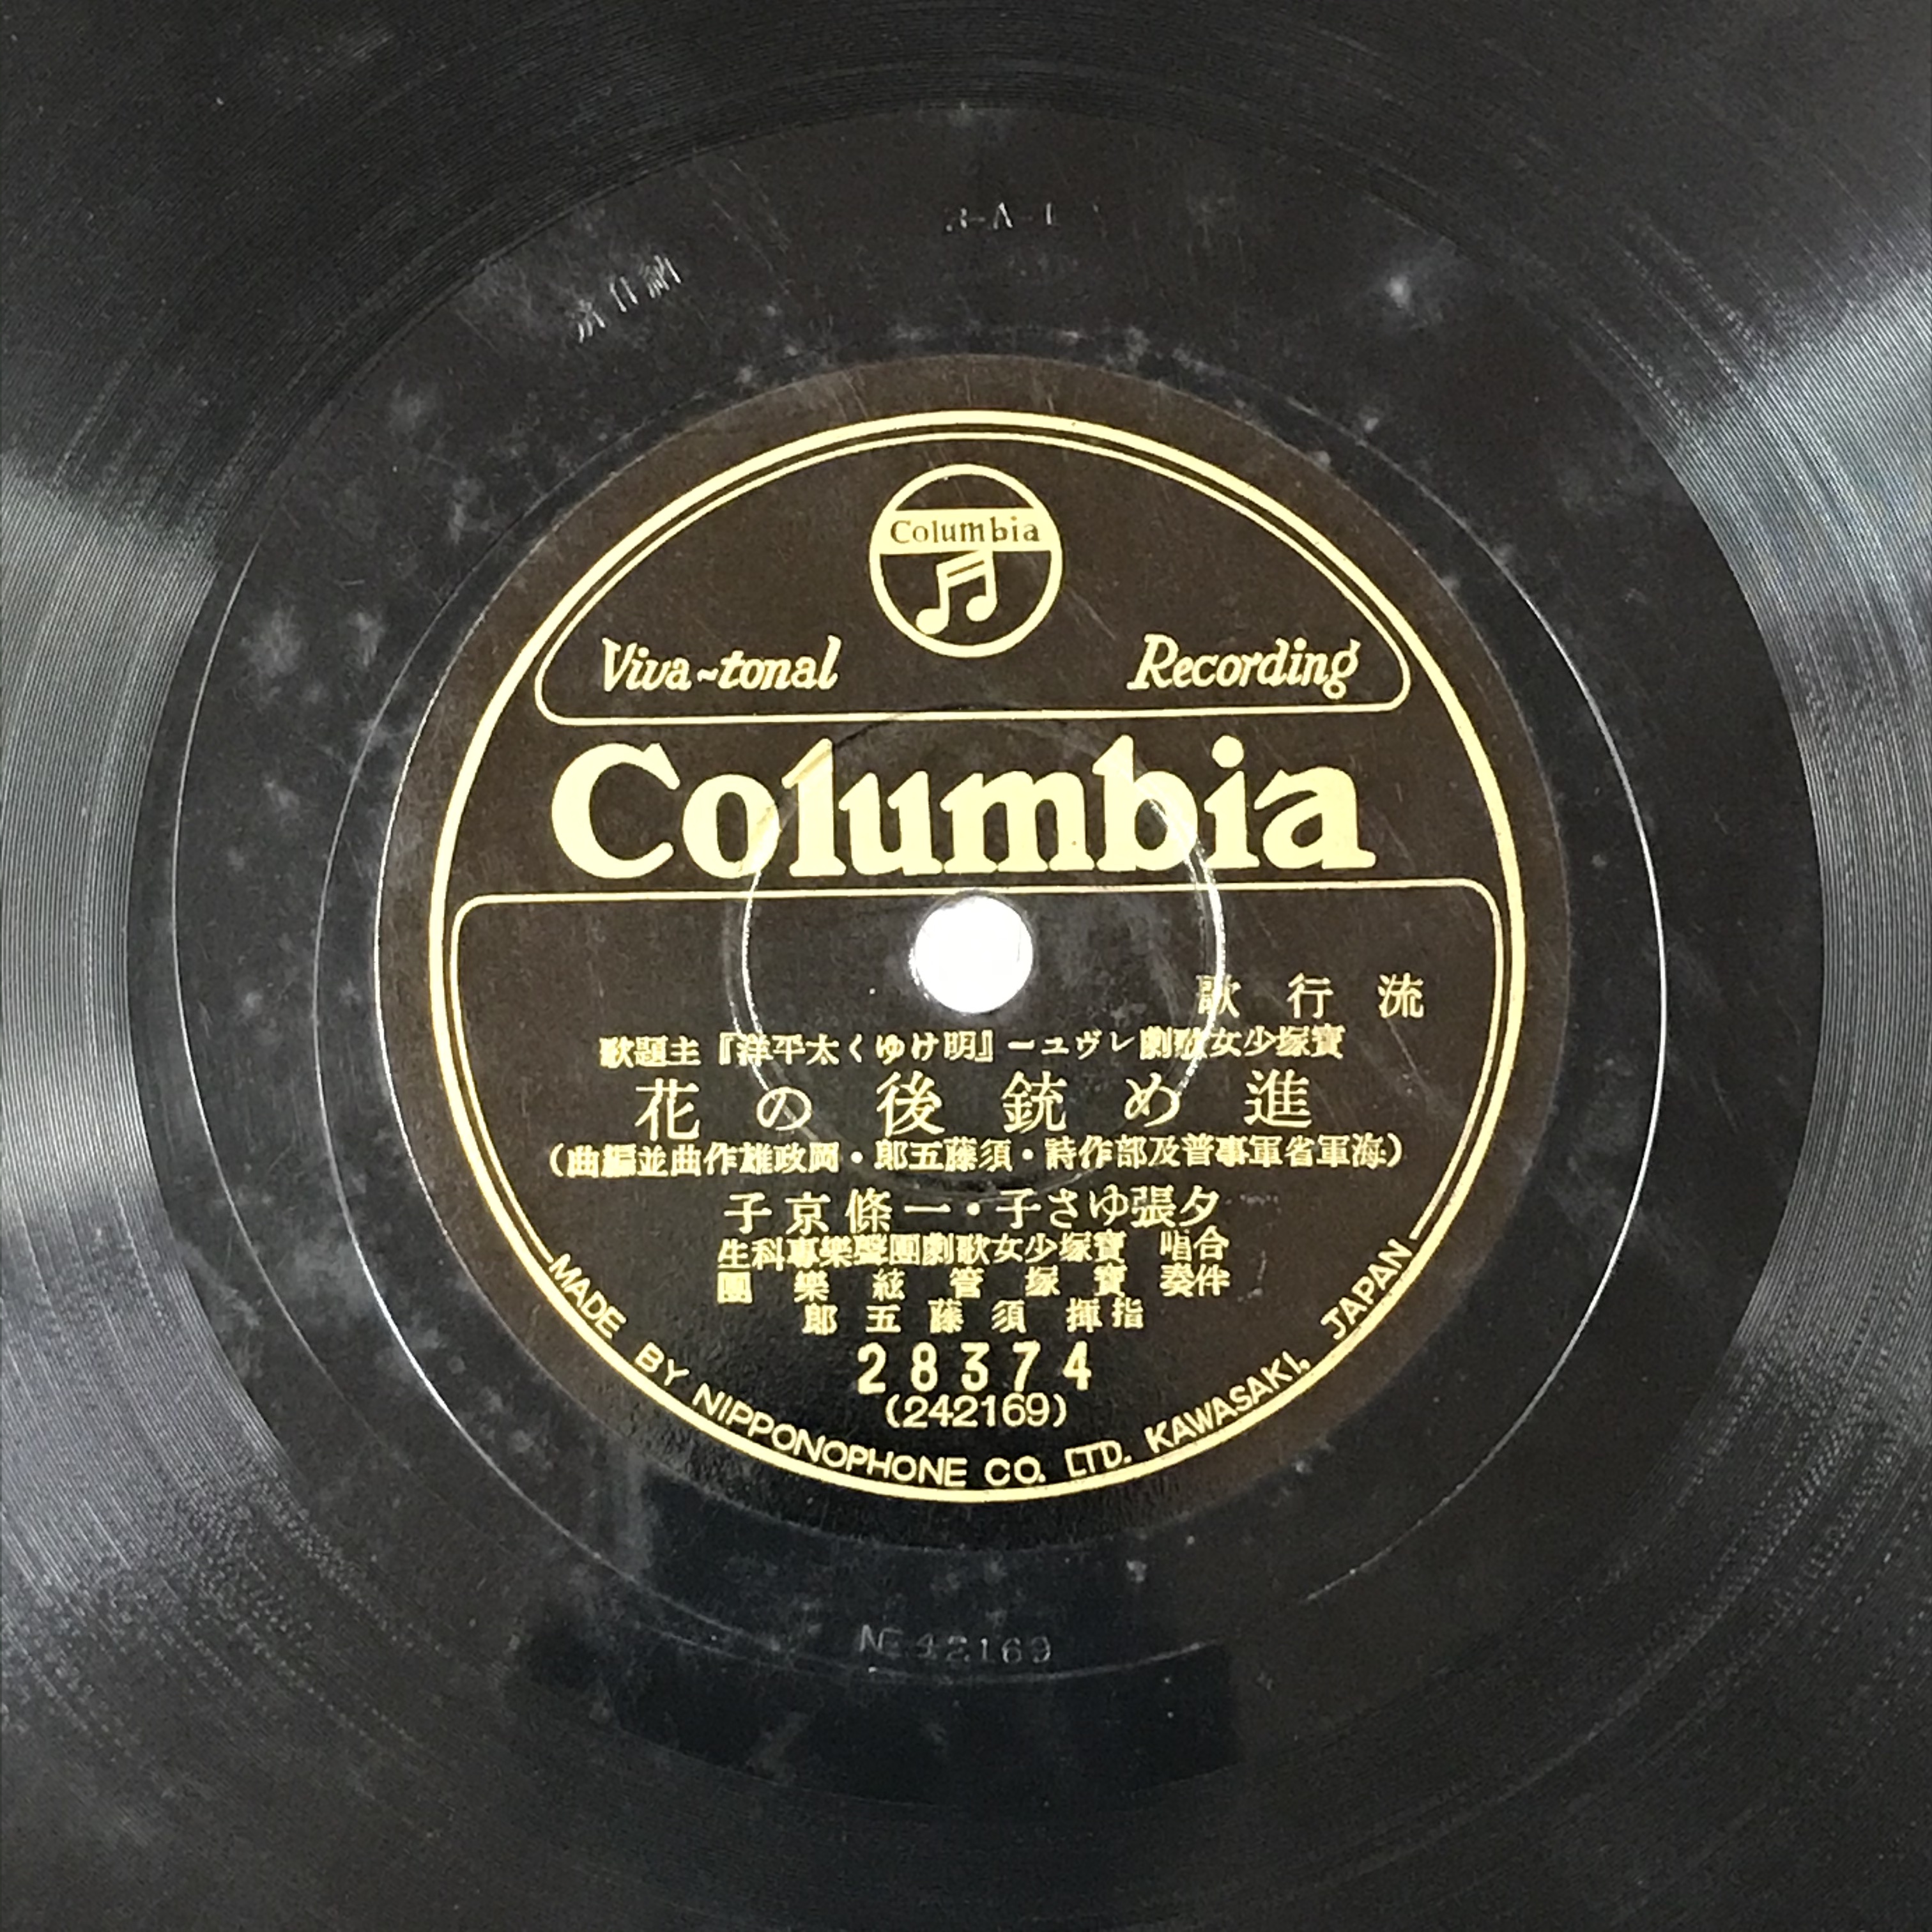 3-A-1
Columbia
Viva-tonal Recording
Columbia
流行歌
寶塚少女歌劇レヴユー『明けゆく太平洋』主題歌
進め銃後の花
(海軍省軍事普及部作詩・須藤五郎・岡政雄作曲並編曲)
夕張ゆさ子・一條京子
合唱 寶塚少女歌劇團聲樂專科生
伴奏 寶塚管絃樂團
指揮 須藤五郎
28374
(242169)
MADE BY NIPPONOPHONE CO. LTD. KAWASAKI, JAPAN
42169